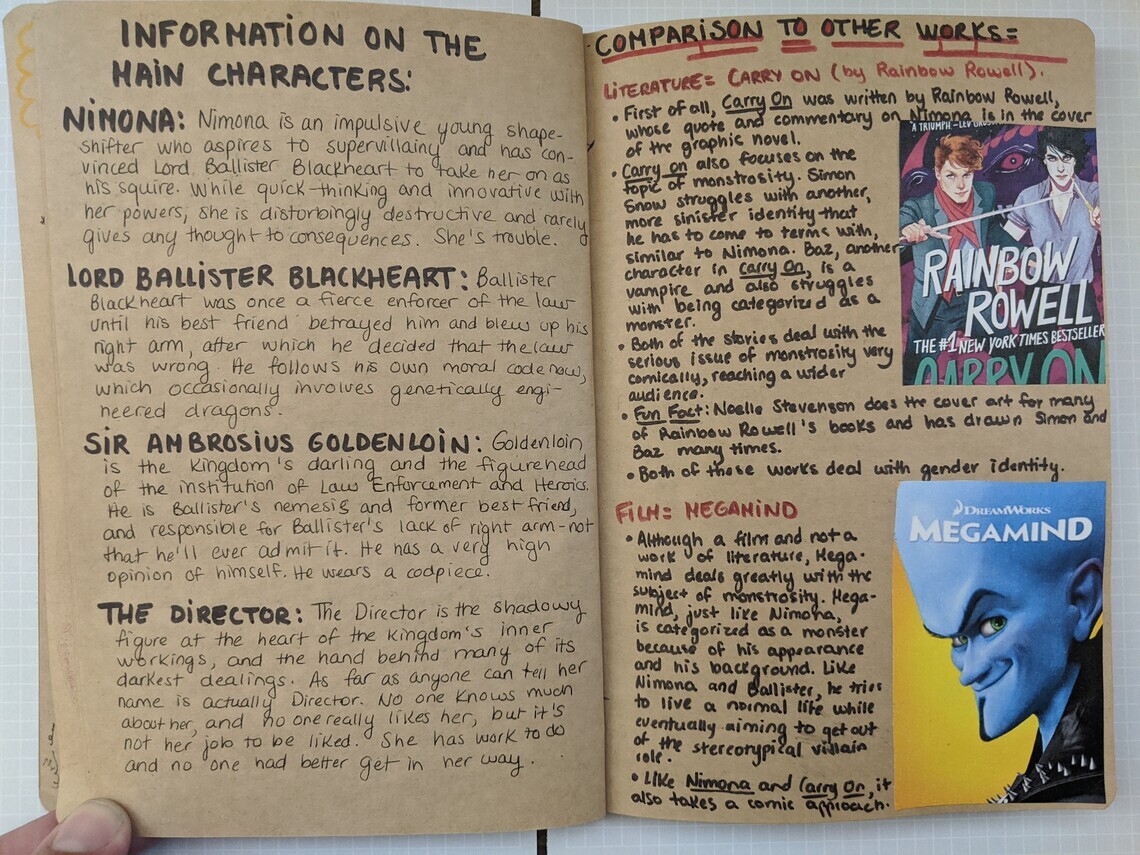 INFORMATION ON THE
MAIN CHARACTERS:
NIMONA: Nimona is an impulsive young shape-
shifter who aspires to supervillainy and has con-
vinced Lord Ballister Blackheart to take her on as
his squire. While quick-thinking and innovative with
her powers, she is distorbingly destructive and rarely
gives any thought to consequences. She's trouble.
LORD BALLISTER BLACKHEART: Ballister
Blackheart was once a fierce enforcer of the law
until his best friend betrayed him and blew up his
right arm, after which he decided that the law
was wrong. He follows his own moral code now,
which occasionally involves genetically engi-
neered dragons.
SIR AMBROSIUS GOLDENLOIN: Goldenloin
is the Kingdom's darling and the figurehead
of the institution of Law Enforcement and Heroics.
He is Ballister's nemesis and former best friend,
and responsible for Ballister's lack of right arm-not
that he'll ever admit it. He has a very high
opinion of himself. He wears a codpiece.
THE DIRECTOR: The Director is the shadowy
figure at the heart of the Kingdom's inner
workings, and the hand behind many of its
darkest dealings. As far as anyone can tell her
name is actually Director. No one knows much
about her, and no one really likes her, but it's
not her job to be liked. She has work to do
and no one had better get in her way.
COMPARISON TO OTHER WORKS=
LITERATURE= CARRY ON (by Rainbow Rowell).
• First of all, Carry On was written by Rainbow Rowell,
whose quote and commentary on Nimona is in the cover
of the graphic novel.
• Carry on also focuses on the
topic of monstrosity. Simon
Snow struggles with another,
more sinister identity that
he has to come to terms with,
similar to Nimona. Baz, another
character in Carry On, is a
vampire and also struggles
with being categorized as a
monster.
• Both of the stories deal with the
serious issue of monstrosity very
comically, reaching a wider
audience.
• Fun Fact: Noelle Stevenson does the cover art for many
of Rainbow Rowell's books and has drawn Simon and
Baz many times.
• Both of these works deal with gender identity.
A TRIUMPH - LEV
RAINBOW
ROWELL
THE #1 NEW YORK TIMES BESTSELLER
CARRY ON
FILM= MEGAMIND
• Although a film and not a
work of literature, Mega-
mind deals greatly with the
subject of monstrosity. Mega-
mind, just like Nimona,
is categorized as a monster
because of his appearance
and his background. Like
Nimona and Ballister, he tries
to live a normal life while
eventually aiming to get out
of the stereotypical villain
role.
• Like Nimona and Carry On, it
also takes a comic approach.
DREAMWORKS
MEGAMIND